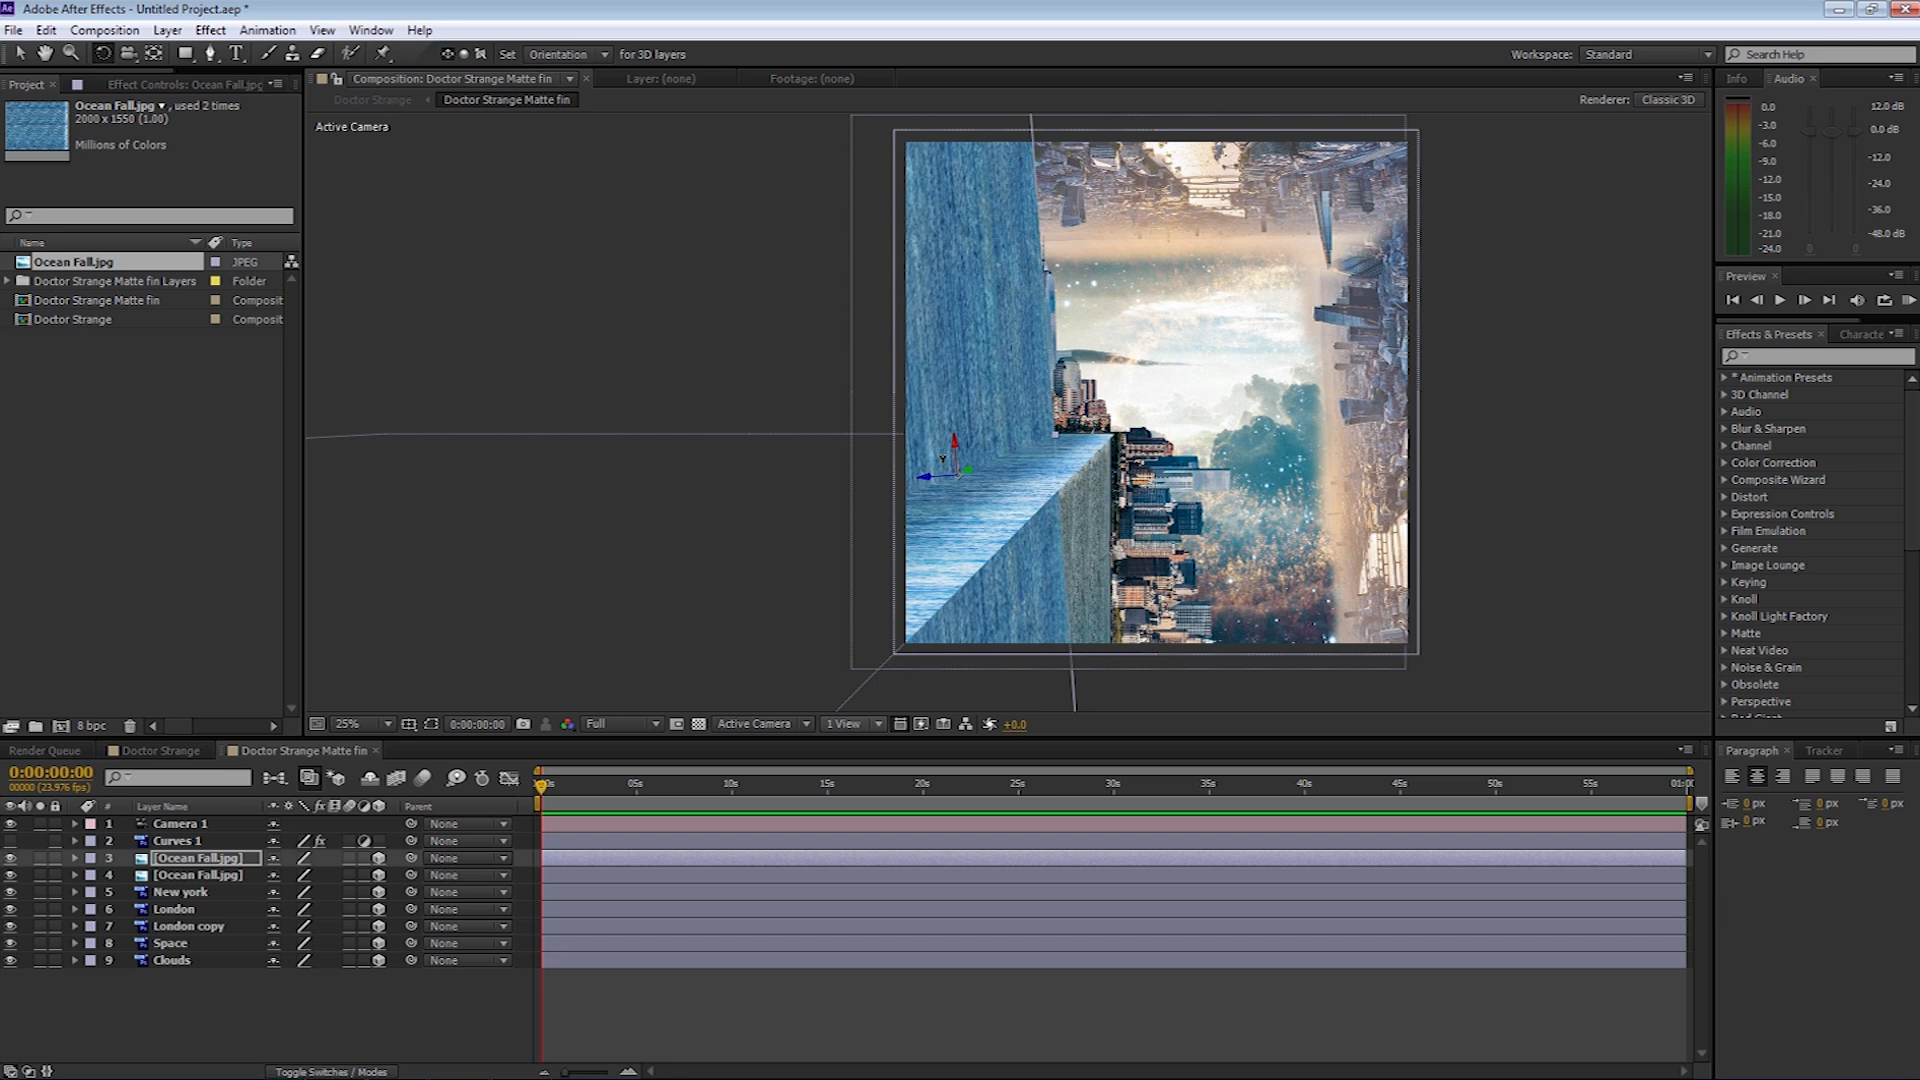 Adobe After Effects - Untitled Project.aep *
File Edit Composition Layer Effect Animation View Window Help
Set Orientation for 3D layers
Workspace: Standard
Search Help
Project
Effect Controls: Ocean Fall.jpg
Composition: Doctor Strange Matte fin
Layer: (none)
Footage: (none)
Info
Audio
Ocean Fall.jpg , used 2 times
2000 x 1550 (1.00)
Millions of Colors
Doctor Strange
Doctor Strange Matte fin
Renderer: Classic 3D
Active Camera
Name
Type
Ocean Fall.jpg
JPEG
Doctor Strange Matte fin Layers
Folder
Doctor Strange Matte fin
Composit
Doctor Strange
Composit
Y
0.0
-3.0
-6.0
-9.0
-12.0
-15.0
-18.0
-21.0
-24.0
12.0 dB
0.0 dB
-12.0
-24.0
-36.0
-48.0 dB
0
0
Preview
Effects & Presets
Characte
* Animation Presets
3D Channel
Audio
Blur & Sharpen
Channel
Color Correction
Composite Wizard
Distort
Expression Controls
Film Emulation
Generate
Image Lounge
Keying
Knoll
Knoll Light Factory
Matte
Neat Video
Noise & Grain
Obsolete
Perspective
8 bpc
25%
0:00:00:00
Full
Active Camera
1 View
+0.0
Render Queue
Doctor Strange
Doctor Strange Matte fin
0:00:00:00
00000 (23.976 fps)
# Layer Name
fx
Parent
05s 10s 15s 20s 25s 30s 35s 40s 45s 50s 55s
1 Camera 1 None
2 Curves 1 fx None
3 [Ocean Fall.jpg] None
4 [Ocean Fall.jpg] None
5 New york None
6 London None
7 London copy None
8 Space None
9 Clouds None
Toggle Switches / Modes
Paragraph
Tracker
0 px
0 px
0 px
0 px
0 px